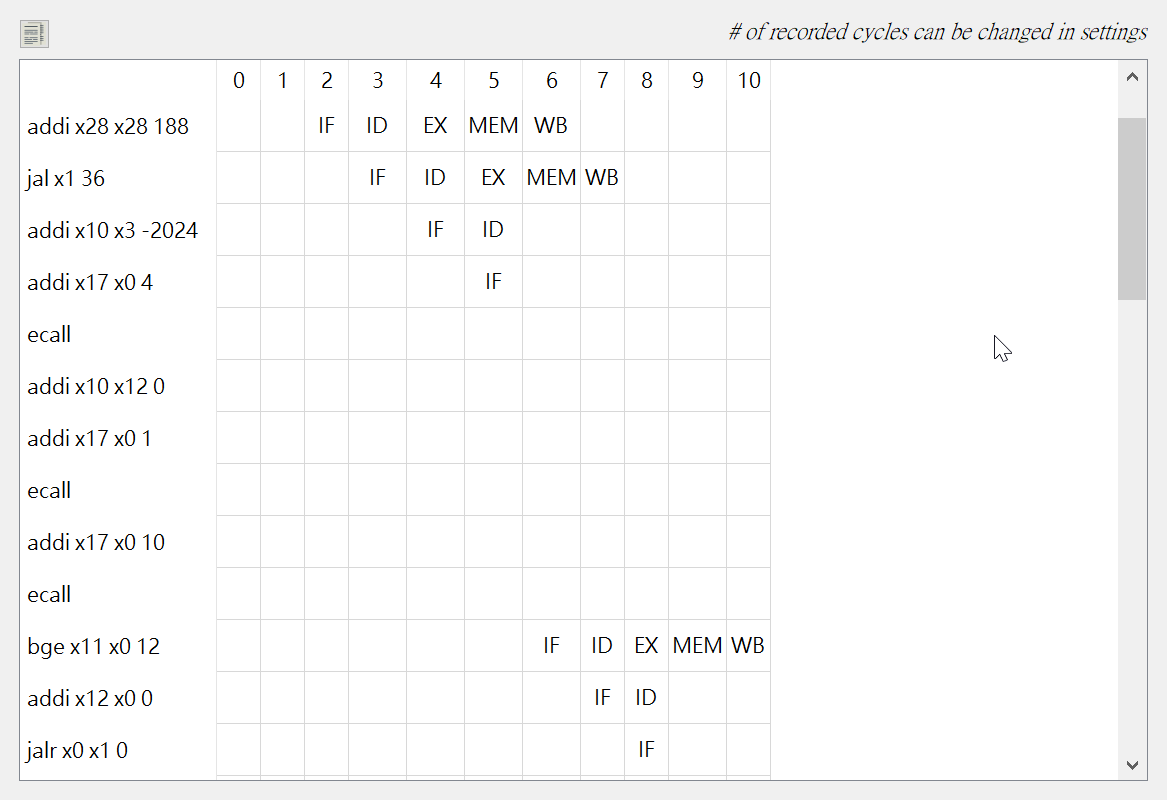 # of recorded cycles can be changed in settings
0 1 2 3 4 5 6 7 8 9 10
addi x28 x28 188 IF ID EX MEM WB
jal x1 36 IF ID EX MEM WB
addi x10 x3 -2024 IF ID
addi x17 x0 4 IF
ecall
addi x10 x12 0
addi x17 x0 1
ecall
addi x17 x0 10
ecall
bge x11 x0 12 IF ID EX MEM WB
addi x12 x0 0 IF ID
jalr x0 x1 0 IF